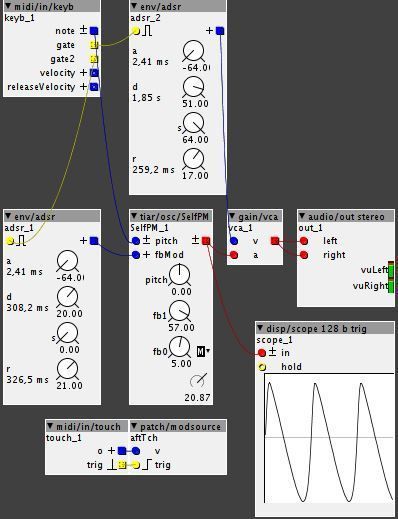 midi/in/keyb
keyb_1
note
gate
gate2
velocity
releaseVelocity
env/adsr
adsr_2
a
2,41 ms
-64.0
d
1,85 s
51.00
s
64.00
r
259,2 ms
17.00
env/adsr
adsr_1
a
2,41 ms
-64.0
d
308,2 ms
20.00
s
0.00
r
326,5 ms
21.00
tiar/osc/SelfPM
SelfPM_1
pitch
fbMod
pitch
0.00
fb1
57.00
fb0
M
5.00
20.87
gain/vca
vca_1
v
a
audio/out stereo
out_1
left
right
vuLeft
vuRight
disp/scope 128 b trig
scope_1
in
hold
midi/in/touch
touch_1
o
trig
patch/modsource
aftTch
v
trig